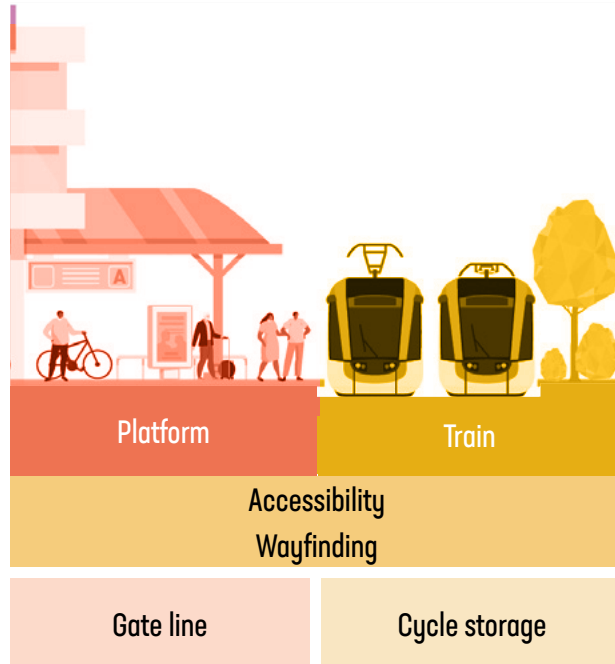 A
Platform
Train
Accessibility
Wayfinding
Gate line
Cycle storage